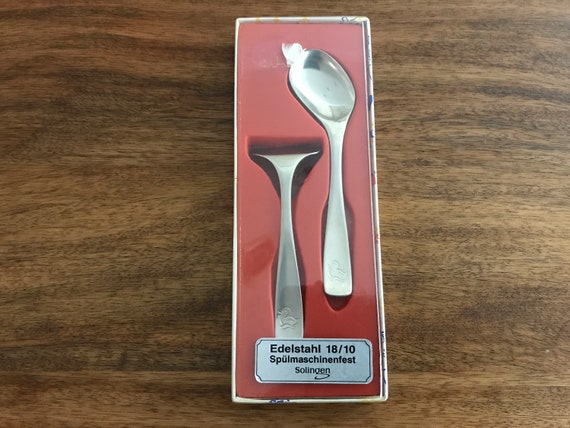 Edelstahl 18/10
Spülmaschinenfest
Solingen